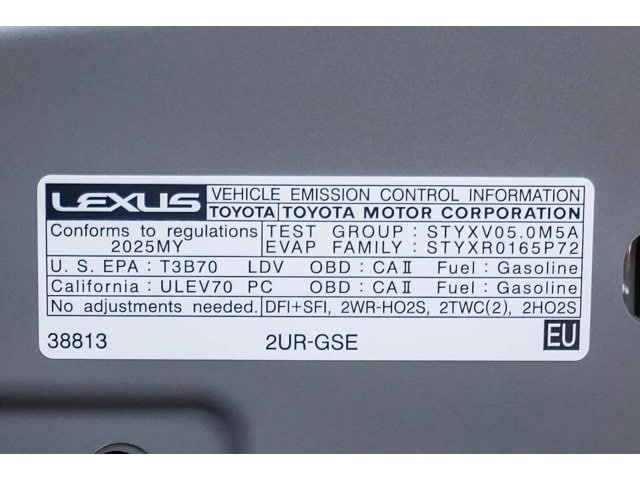 LEXUS VEHICLE EMISSION CONTROL INFORMATION
TOYOTA TOYOTA MOTOR CORPORATION
Conforms to regulations TEST GROUP: STYXV05.0M5A
2025MY EVAP FAMILY: STYXR0165P72
U. S. EPA : T3B70 LDV OBD: CAⅡ Fuel: Gasoline
California: ULEV70 PC OBD: CAⅡ Fuel: Gasoline
No adjustments needed. DFI+SFI, 2WR-HO2S, 2TWC(2), 2HO2S
38813 2UR-GSE EU